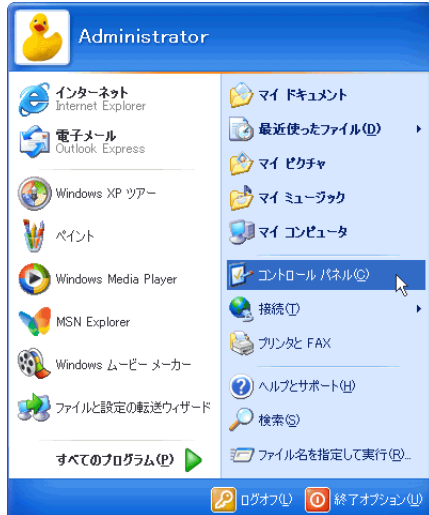 Administrator
インターネット
Internet Explorer
電子メール
Outlook Express
Windows XP ツアー
ペイント
Windows Media Player
MSN Explorer
Windows ムービー メーカー
ファイルと設定の転送ウィザード
すべてのプログラム(P)
マイ ドキュメント
最近使ったファイル(D)
マイ ピクチャ
マイ ミュージック
マイ コンピュータ
コントロール パネル(C)
接続(T)
プリンタと FAX
ヘルプとサポート(H)
検索(S)
ファイル名を指定して実行(R)...
ログオフ(L)
終了オプション(U)